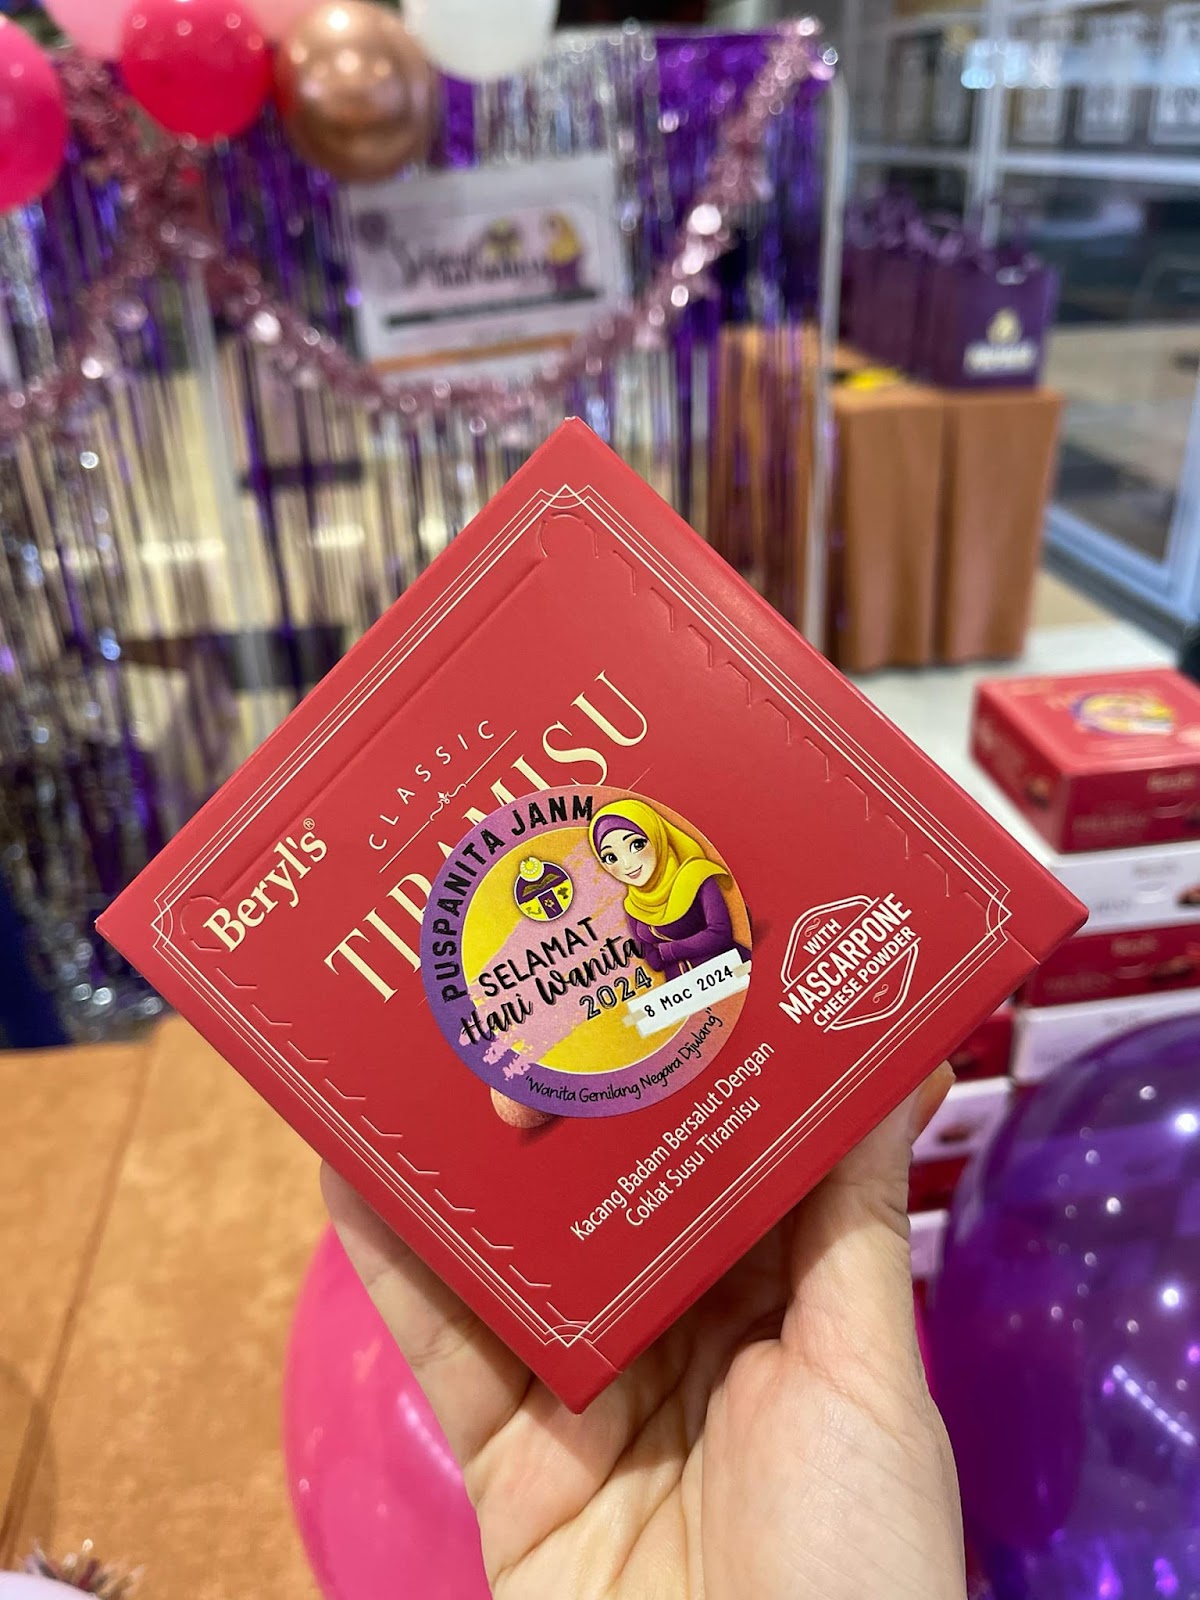 Beryl's®
CLASSIC
TIRAMISU
PUSPANITA JANM
SELAMAT
Hari Wanita
2024
8 Mac 2024
"Wanita Gemilang Negara Dijulang"
WITH
MASCARPONE
CHEESE POWDER
Kacang Badam Bersalut Dengan
Coklat Susu Tiramisu